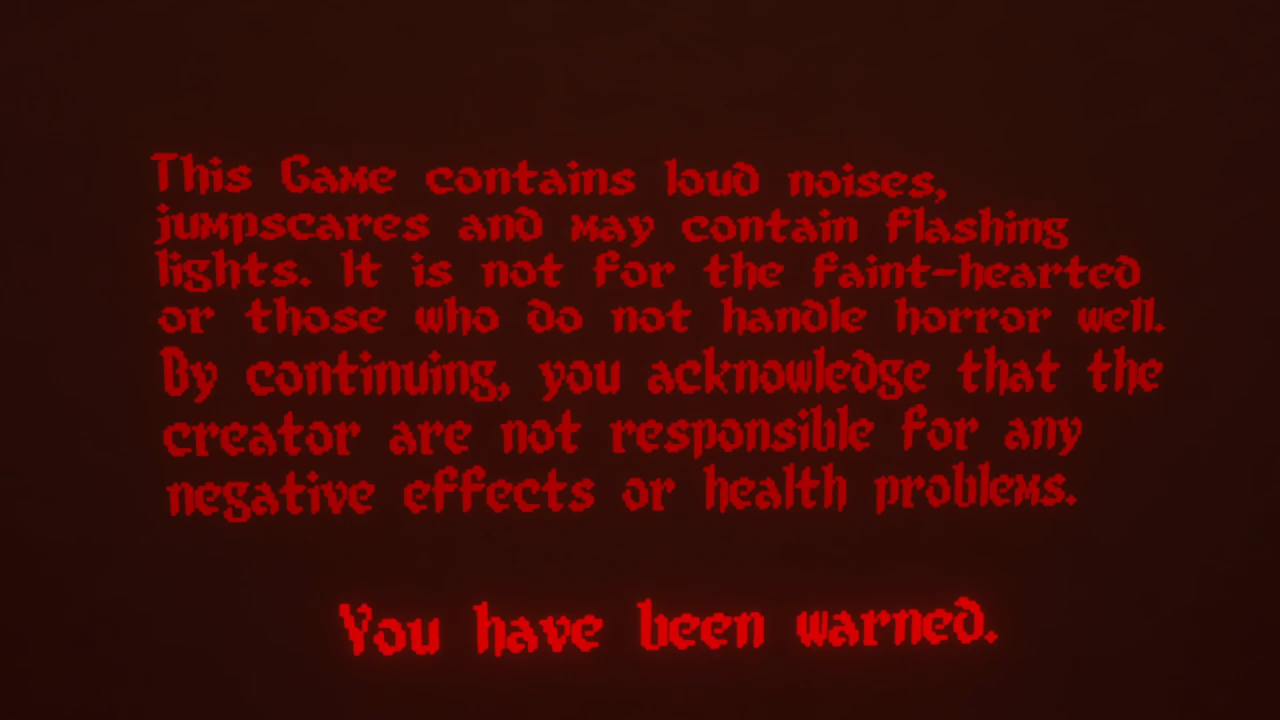 This Game contains loud noises,
jumpscares and may contain flashing
lights. It is not for the faint-hearted
or those who do not handle horror well.
By continuing, you acknowledge that the
creator are not responsible for any
negative effects or health problems.
You have been warned.